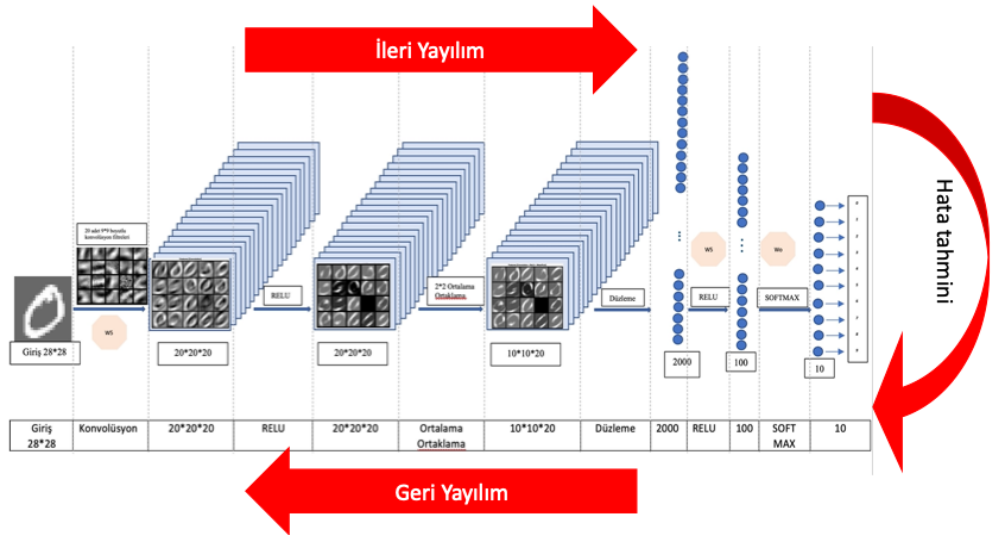 İleri Yayılım
Hata tahmini
20 adet 9*9 boyutlu
konvolüsyon filtreleri
W5
Giriş 28*28
20*20*20
RELU
20*20*20
2*2 Ortalama
Ortaklama
10*10*20
Düzleme
2000
W5
RELU
100
Wo
SOFTMAX
10
Giriş
28*28
Konvolüsyon
20*20*20
RELU
20*20*20
Ortalama
Ortaklama
10*10*20
Düzleme
2000
RELU
100
SOFT
MAX
10
Geri Yayılım